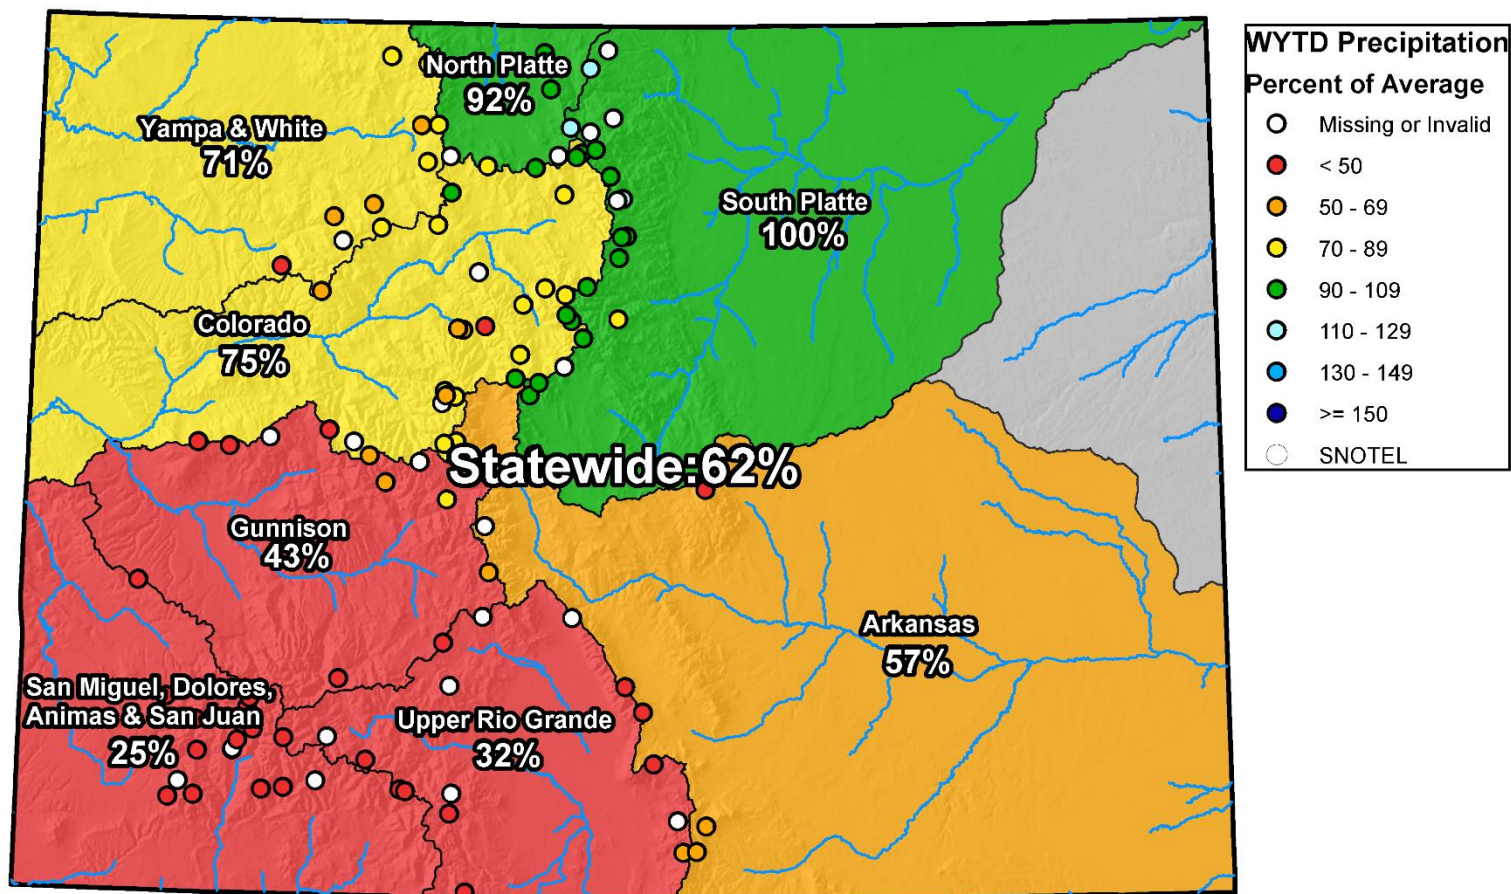 North Platte
92%
Yampa & White
71%
South Platte
100%
Colorado
75%
Statewide:62%
Gunnison
43%
Arkansas
57%
San Miguel, Dolores,
Animas & San Juan
25%
Upper Rio Grande
32%
WYTD Precipitation
Percent of Average
Missing or Invalid
< 50
50 - 69
70 - 89
90 - 109
110 - 129
130 - 149
>= 150
SNOTEL